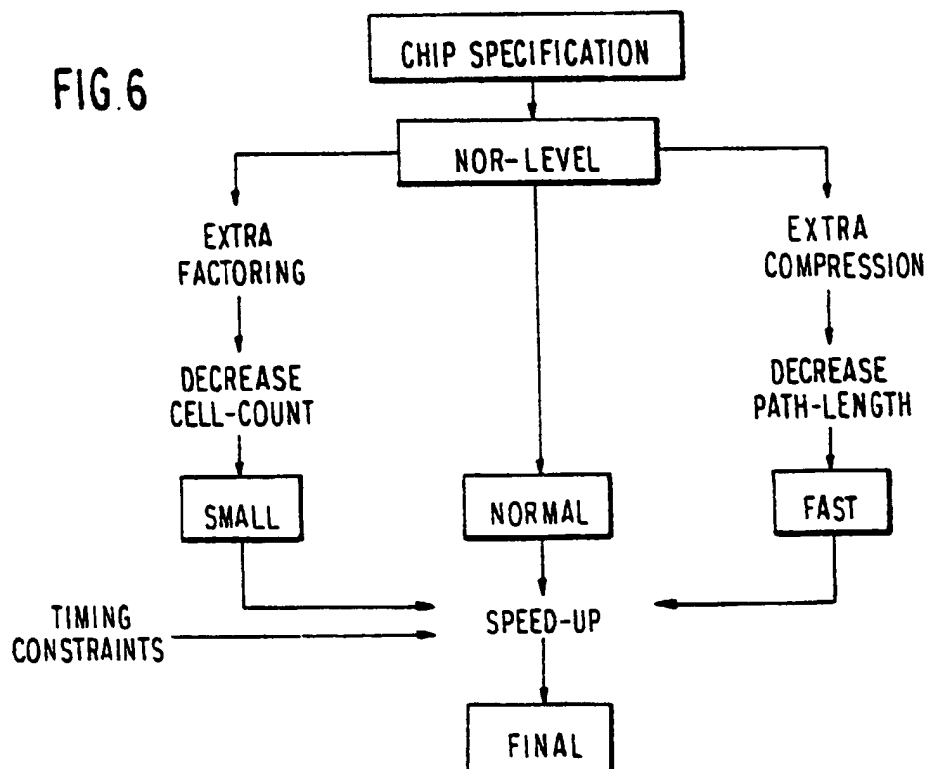 CHIP SPECIFICATION
FIG.6
NOR-LEVEL
EXTRA
FACTORING
EXTRA
COMPRESSION
DECREASE
CELL-COUNT
DECREASE
PATH-LENGTH
SMALL
NORMAL
FAST
TIMING
CONSTRAINTS
SPEED-UP
FINAL